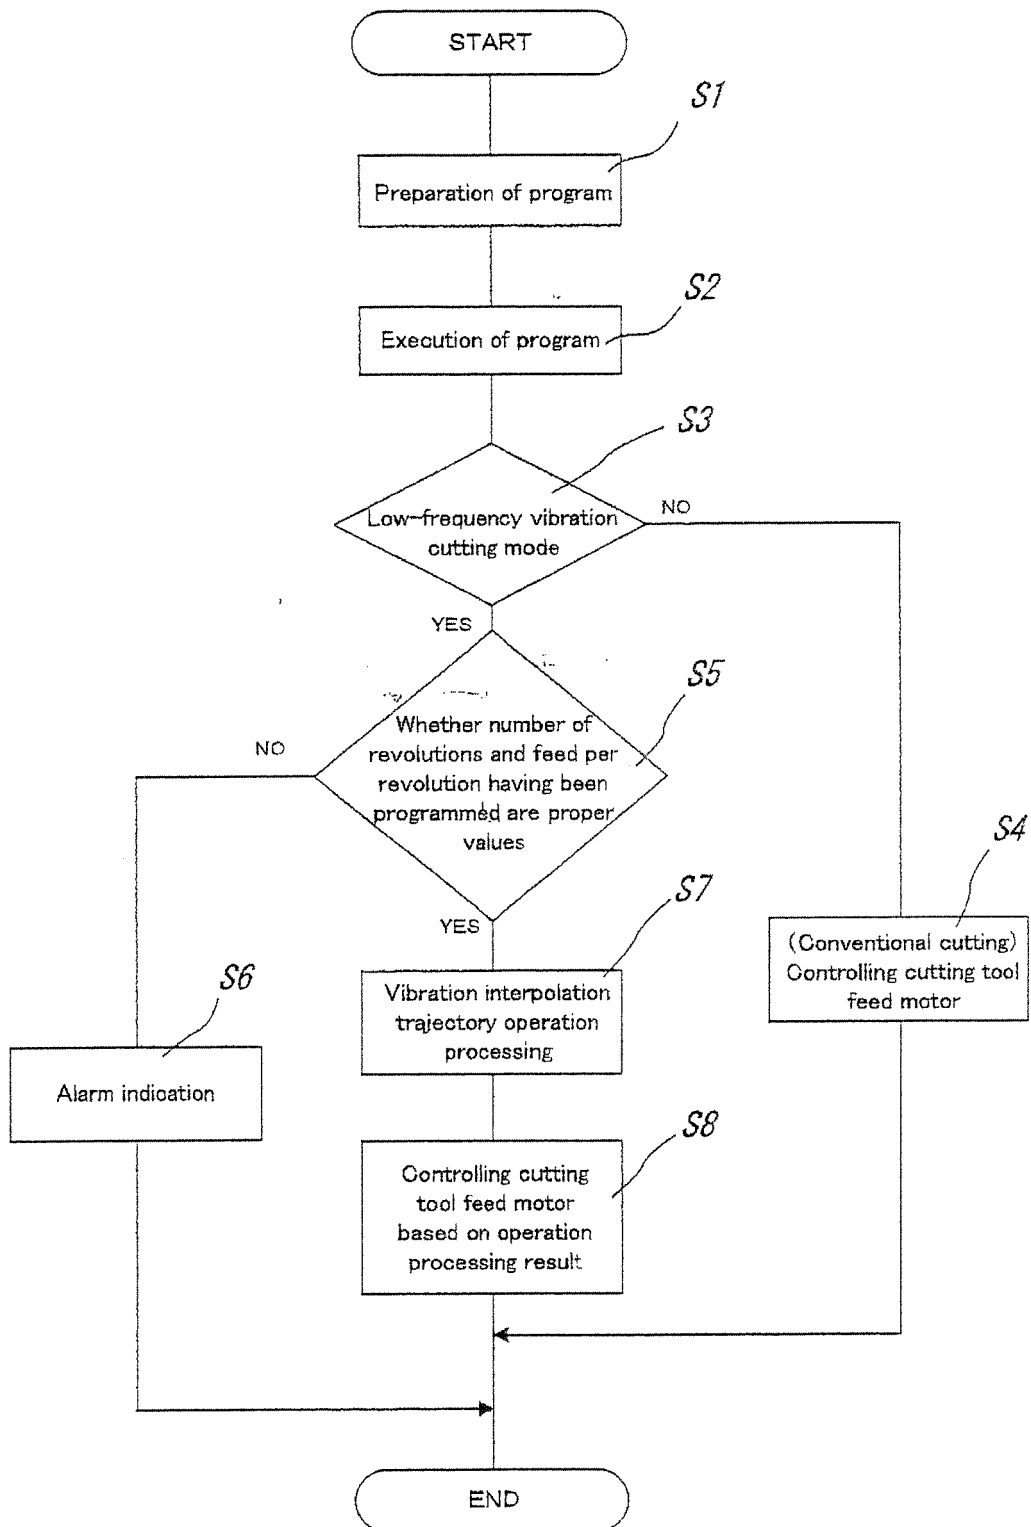 START
S1
Preparation of program
S2
Execution of program
S3
Low-frequency vibration
cutting mode
NO
YES
S5
Whether number of
revolutions and feed per
revolution having been
programmed are proper
values
NO
YES
S4
(Conventional cutting)
Controlling cutting tool
feed motor
S7
Vibration interpolation
trajectory operation
processing
S6
Alarm indication
S8
Controlling cutting
tool feed motor
based on operation
processing result
END